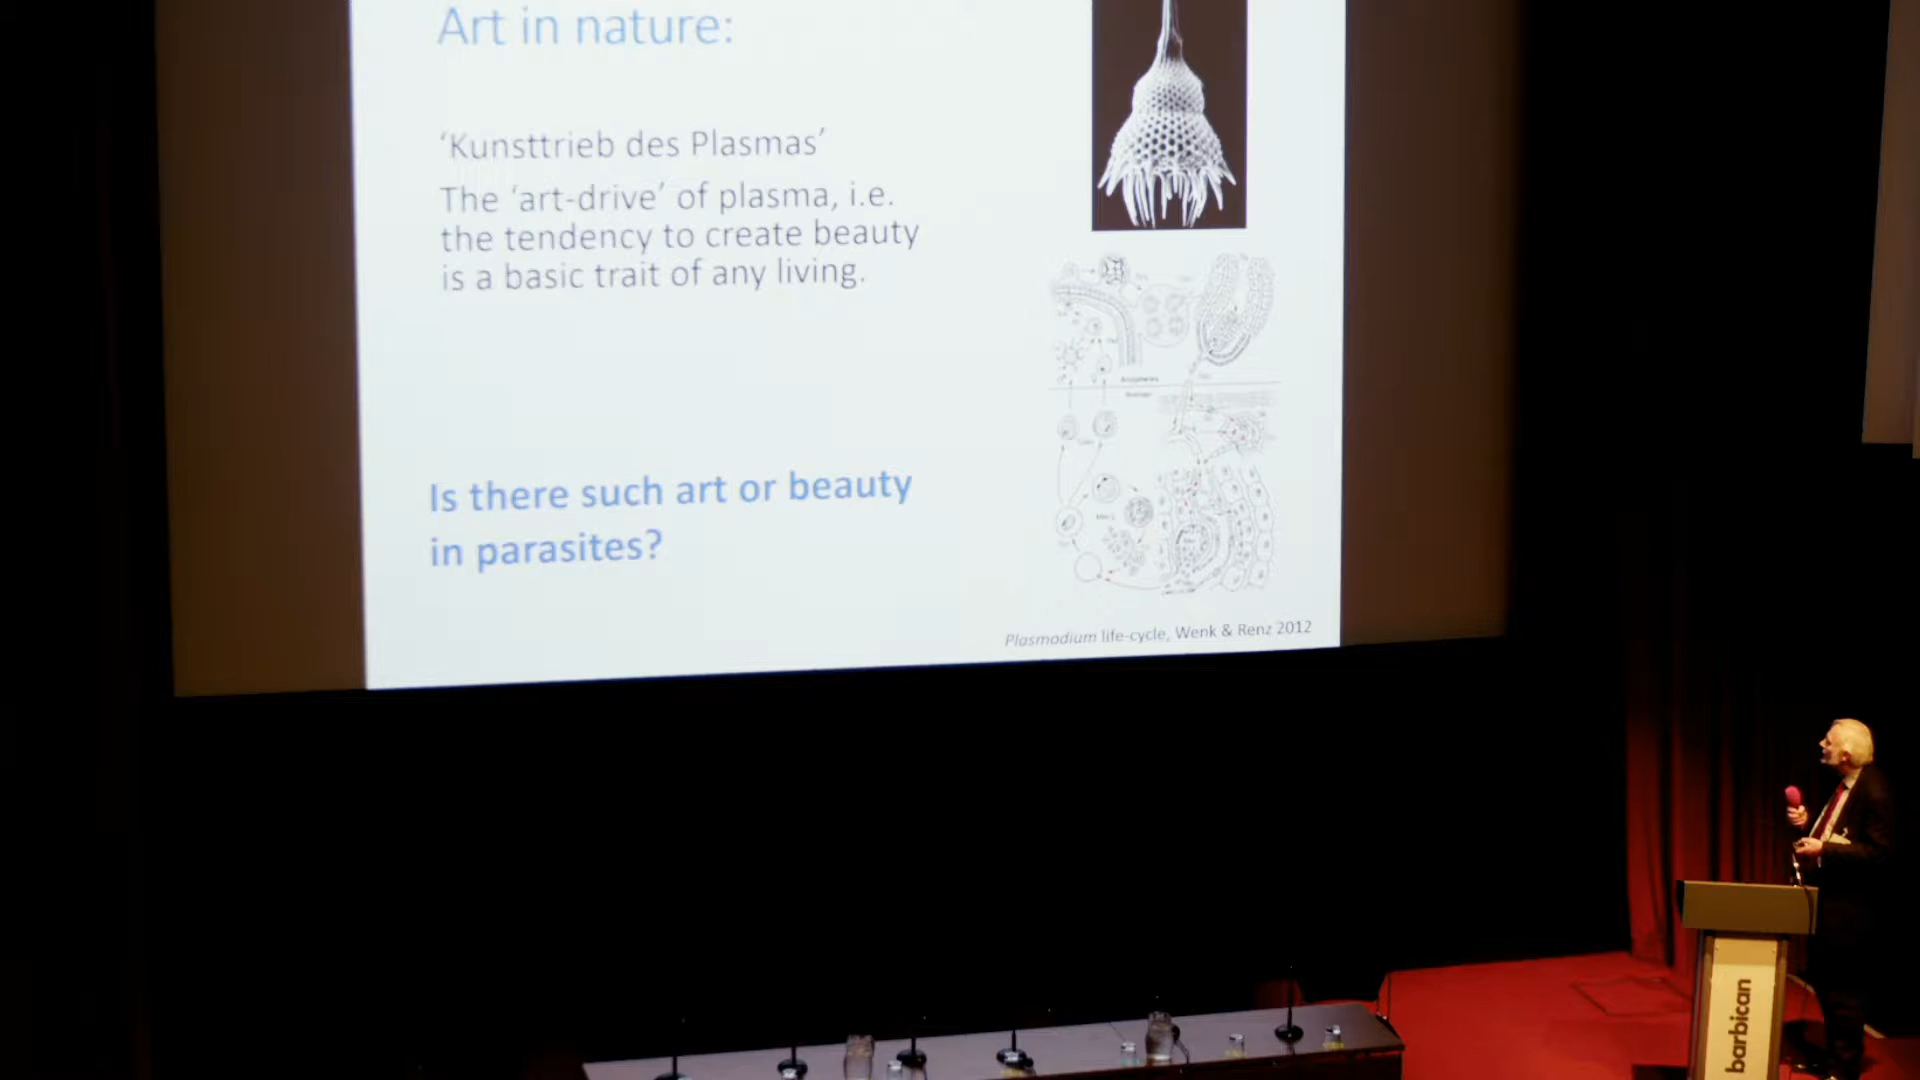 Art in nature:
‘Kunsttrieb des Plasmas’
The ‘art-drive’ of plasma, i.e.
the tendency to create beauty
is a basic trait of any living.
Is there such art or beauty
in parasites?
Plasmodium life-cycle, Wenk & Renz 2012
barbican